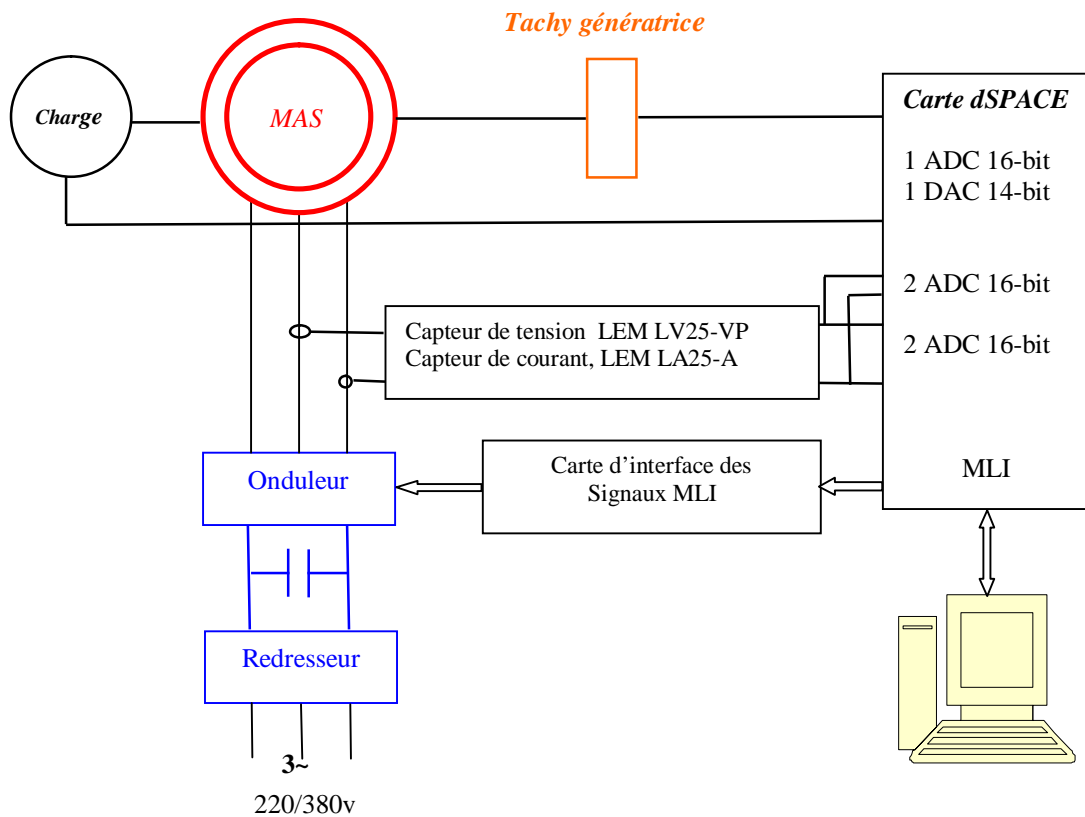 Tachy génératrice
Charge
MAS
Carte dSPACE
1 ADC 16-bit
1 DAC 14-bit
2 ADC 16-bit
2 ADC 16-bit
MLI
Capteur de tension LEM LV25-VP
Capteur de courant, LEM LA25-A
Onduleur
Carte d'interface des
Signaux MLI
Redresseur
3~
220/380v